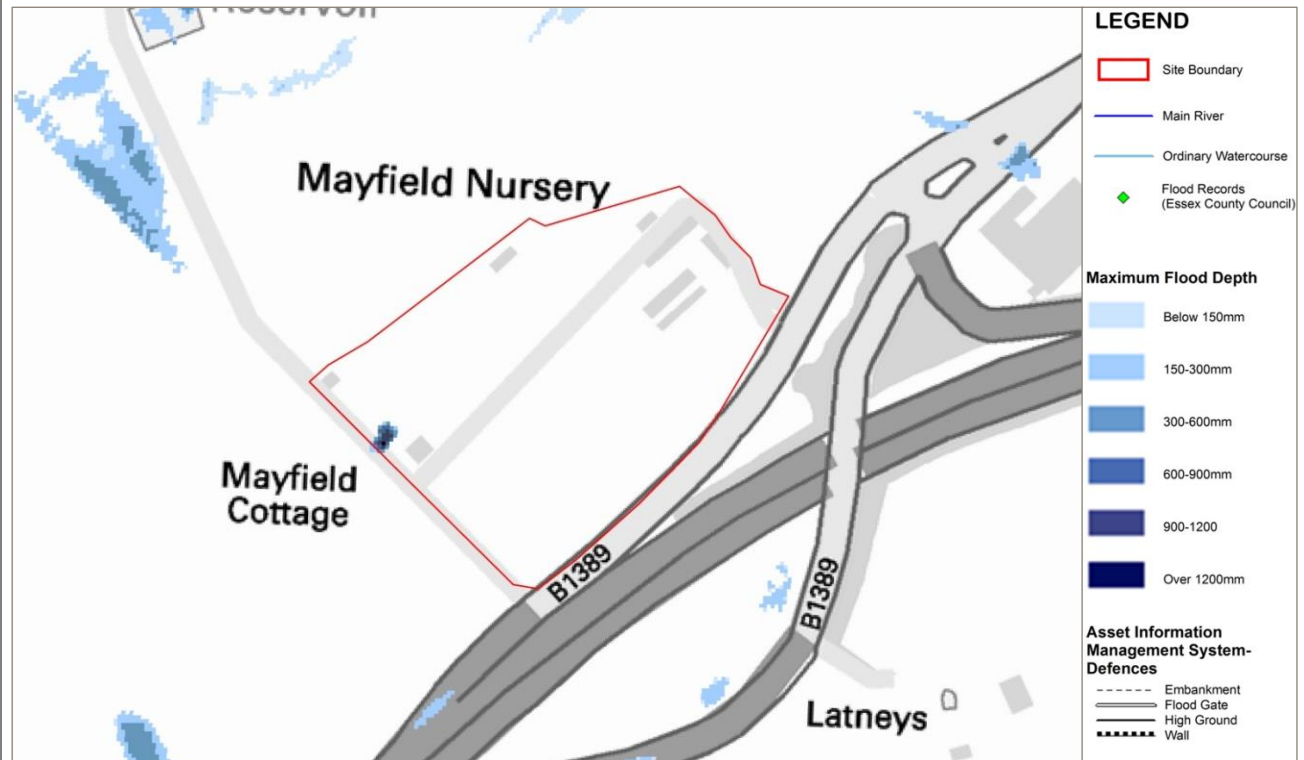 Reservoir
Mayfield Nursery
Mayfield
Cottage
B1389
B1389
Latneys
LEGEND
Site Boundary
Main River
Ordinary Watercourse
Flood Records
(Essex County Council)
Maximum Flood Depth
Below 150mm
150-300mm
300-600mm
600-900mm
900-1200
Over 1200mm
Asset Information
Management System-
Defences
Embankment
Flood Gate
High Ground
Wall